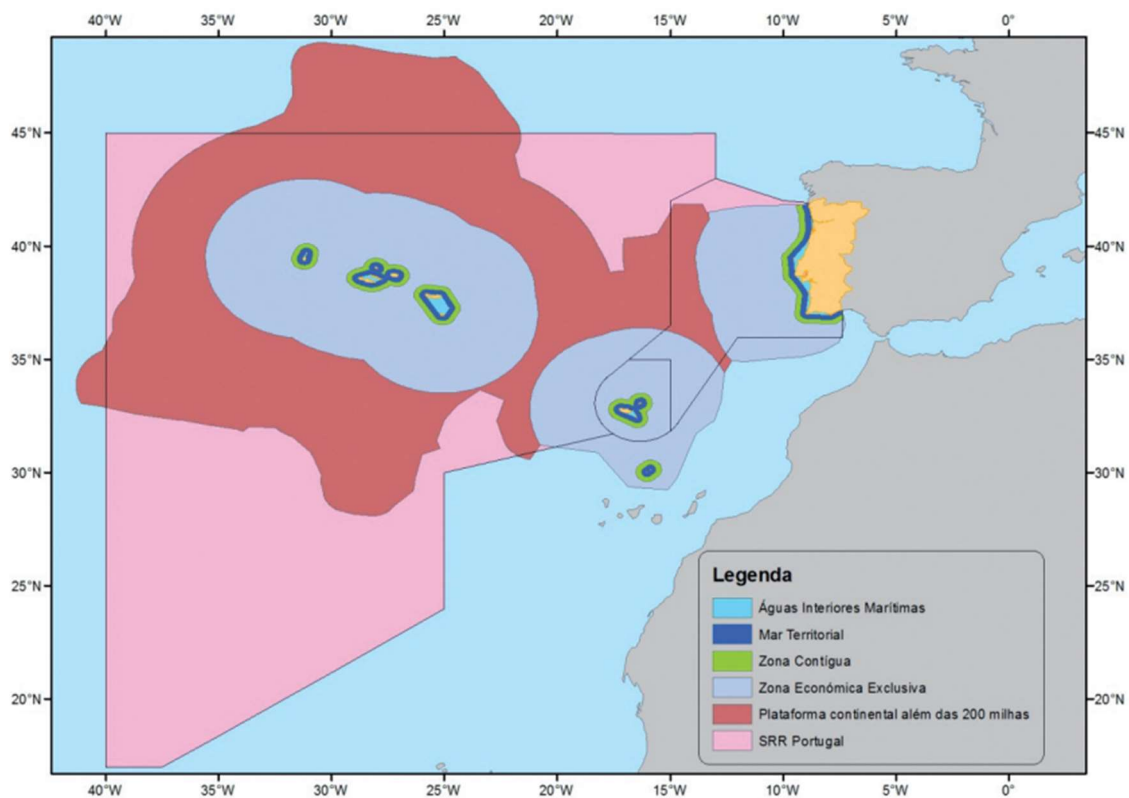 40°W 35°W 30°W 25°W 20°W 15°W 10°W 5°W 0°
45°N 45°N
40°N 40°N
35°N 35°N
30°N 30°N
25°N 25°N
20°N 20°N
Legenda
Águas Interiores Marítimas
Mar Territorial
Zona Contígua
Zona Económica Exclusiva
Plataforma continental além das 200 milhas
SRR Portugal
40°W 35°W 30°W 25°W 20°W 15°W 10°W 5°W 0°